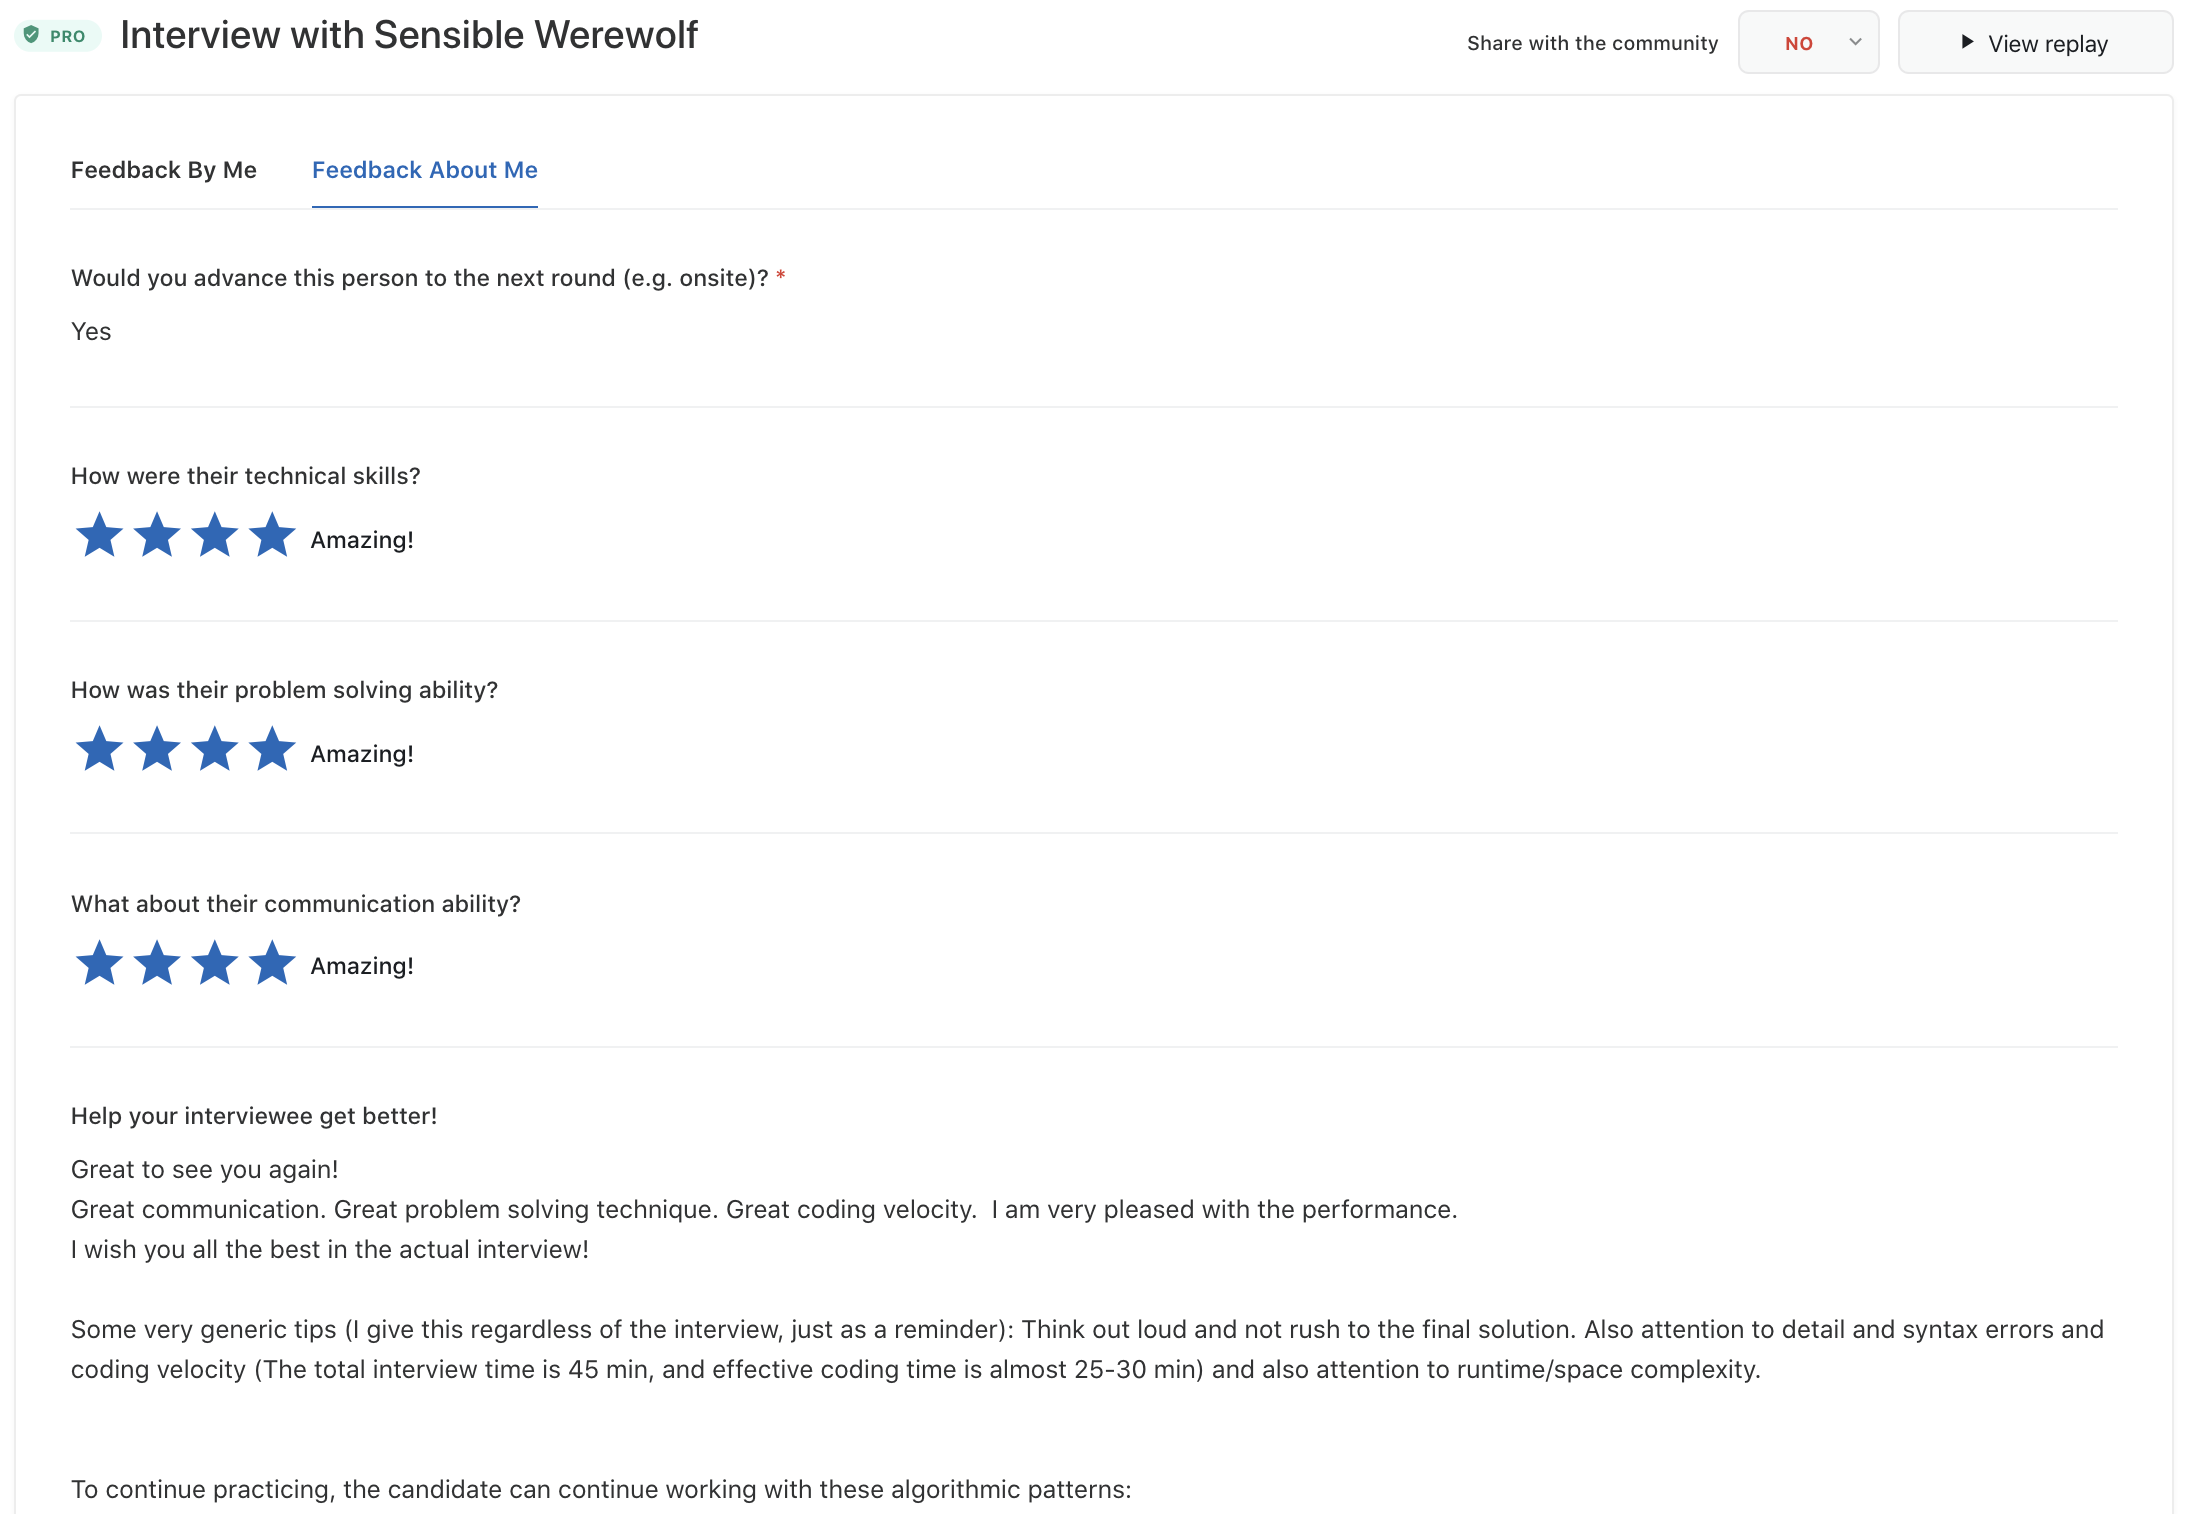 PRO
Interview with Sensible Werewolf
Share with the community
NO
View replay
Feedback By Me
Feedback About Me
Would you advance this person to the next round (e.g. onsite)? *
Yes
How were their technical skills?
Amazing!
How was their problem solving ability?
Amazing!
What about their communication ability?
Amazing!
Help your interviewee get better!
Great to see you again!
Great communication. Great problem solving technique. Great coding velocity.  I am very pleased with the performance.
I wish you all the best in the actual interview!
Some very generic tips (I give this regardless of the interview, just as a reminder): Think out loud and not rush to the final solution. Also attention to detail and syntax errors and
coding velocity (The total interview time is 45 min, and effective coding time is almost 25-30 min) and also attention to runtime/space complexity.
To continue practicing, the candidate can continue working with these algorithmic patterns: